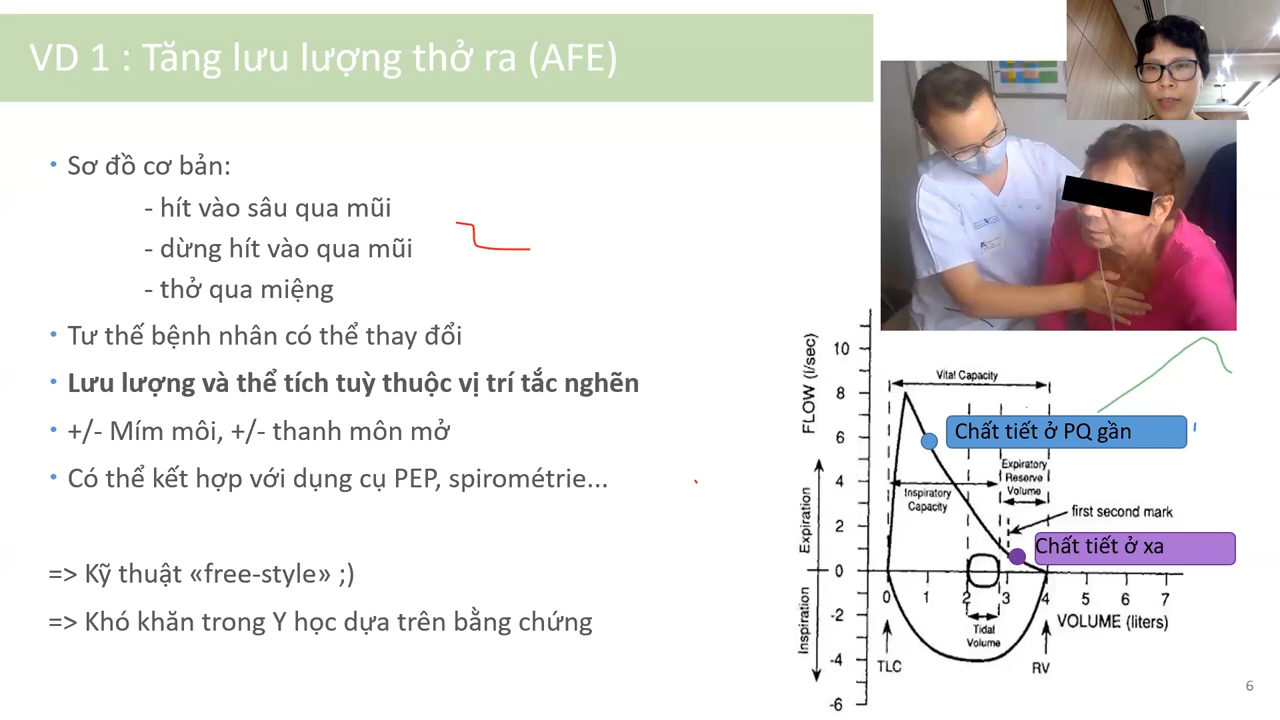 VD 1 : Tăng lưu lượng thở ra (AFE)
• Sơ đồ cơ bản:
- hít vào sâu qua mũi
- dừng hít vào qua mũi
- thở qua miệng
• Tư thế bệnh nhân có thể thay đổi
• Lưu lượng và thể tích tuỳ thuộc vị trí tắc nghẽn
• +/- Mím môi, +/- thanh môn mở
• Có thể kết hợp với dụng cụ PEP, spirométrie...
=> Kỹ thuật «free-style» ;)
=> Khó khăn trong Y học dựa trên bằng chứng
FLOW (l/sec)
Expiration
Inspiration
10
8
6
4
2
0
-2
-4
-6
Vital Capacity
Chất tiết ở PQ gần
Expiratory
Reserve
Volume
Inspiratory
Capacity
first second mark
Chất tiết ở xa
0 1 2 3 4 5 6 7
VOLUME (liters)
Tidal
Volume
TLC
RV
6